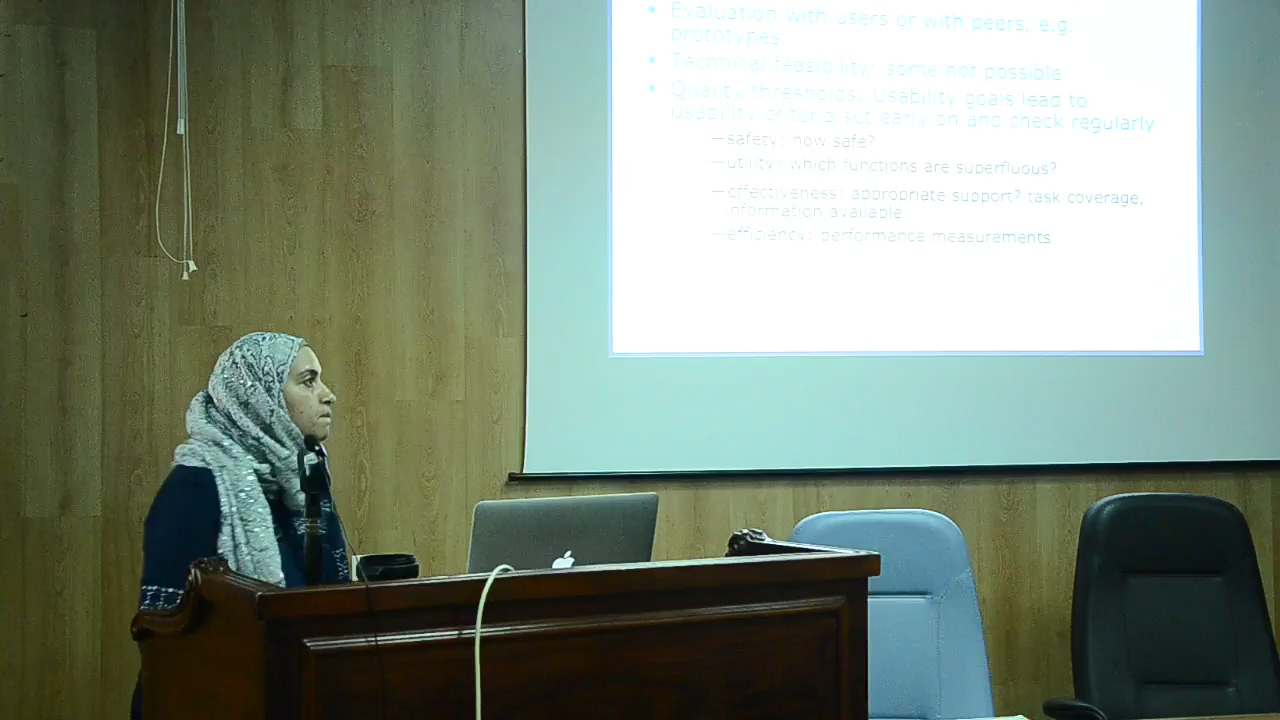 • Evaluation with users or with peers, e.g.
prototypes
• Technical feasibility: some not possible
• Quality thresholds: Usability goals lead to
usability criteria set early on and check regularly
—safety: how safe?
—utility: which functions are superfluous?
—effectiveness: appropriate support? task coverage,
information available
—efficiency: performance measurements